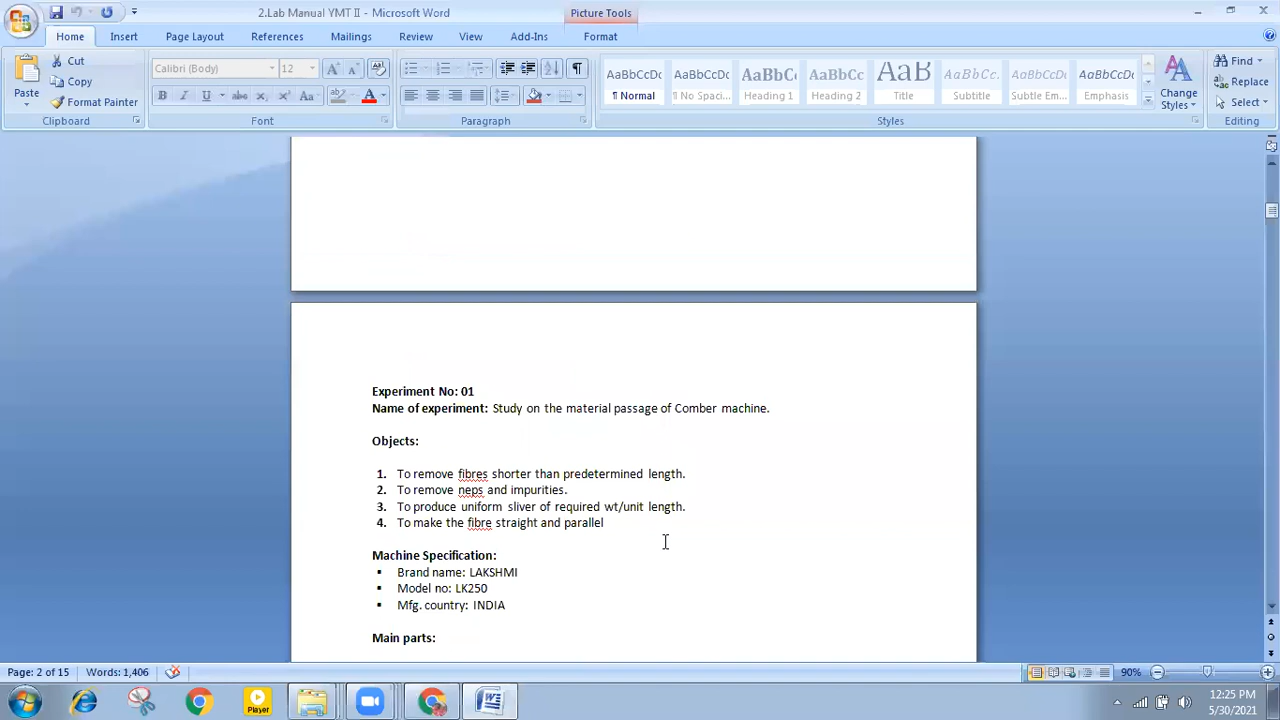 2.Lab Manual YMT II - Microsoft Word
Picture Tools
Home Insert Page Layout References Mailings Review View Add-Ins Format
Paste
Cut
Copy
Format Painter
Clipboard
Calibri (Body) 12
Font
Paragraph
AaBbCcDc AaBbCcDc AaBbCc AaBbCc AaB AaBbCc. AaBbCcDc AaBbCcDc
¶ Normal ¶ No Spaci... Heading 1 Heading 2 Title Subtitle Subtle Em... Emphasis
Change Styles
Styles
Find
Replace
Select
Editing
Experiment No: 01
Name of experiment: Study on the material passage of Comber machine.
Objects:
1. To remove fibres shorter than predetermined length.
2. To remove neps and impurities.
3. To produce uniform sliver of required wt/unit length.
4. To make the fibre straight and parallel
Machine Specification:
▪ Brand name: LAKSHMI
▪ Model no: LK250
▪ Mfg. country: INDIA
Main parts:
Page: 2 of 15 Words: 1,406 90%
Player
12:25 PM
5/30/2021